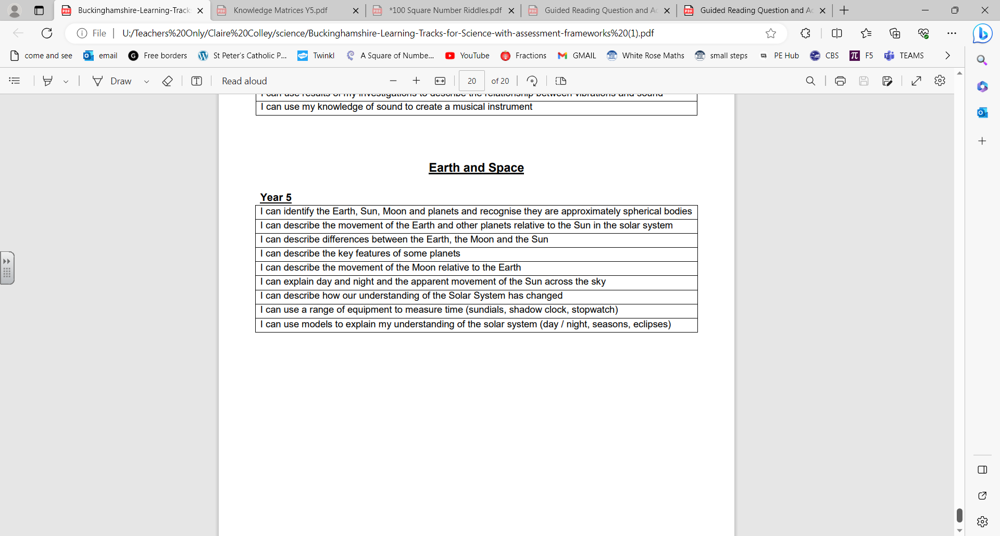 Buckinghamshire-Learning-Track
Knowledge Matrices Y5.pdf
*100 Square Number Riddles.pdf
Guided Reading Question and Ac
Guided Reading Question and Ac
File
U:/Teachers%20Only/Claire%20Colley/science/Buckinghamshire-Learning-Tracks-for-Science-with-assessment-frameworks%20(1).pdf
come and see
email
Free borders
St Peter's Catholic P...
Twinkl
A Square of Numbe...
YouTube
Fractions
GMAIL
White Rose Maths
small steps
PE Hub
CBS
F5
TEAMS
Draw
Read aloud
20
of 20
I can use results of my investigations to describe the relationship between vibrations and sound
I can use my knowledge of sound to create a musical instrument
Earth and Space
Year 5
I can identify the Earth, Sun, Moon and planets and recognise they are approximately spherical bodies
I can describe the movement of the Earth and other planets relative to the Sun in the solar system
I can describe differences between the Earth, the Moon and the Sun
I can describe the key features of some planets
I can describe the movement of the Moon relative to the Earth
I can explain day and night and the apparent movement of the Sun across the sky
I can describe how our understanding of the Solar System has changed
I can use a range of equipment to measure time (sundials, shadow clock, stopwatch)
I can use models to explain my understanding of the solar system (day / night, seasons, eclipses)